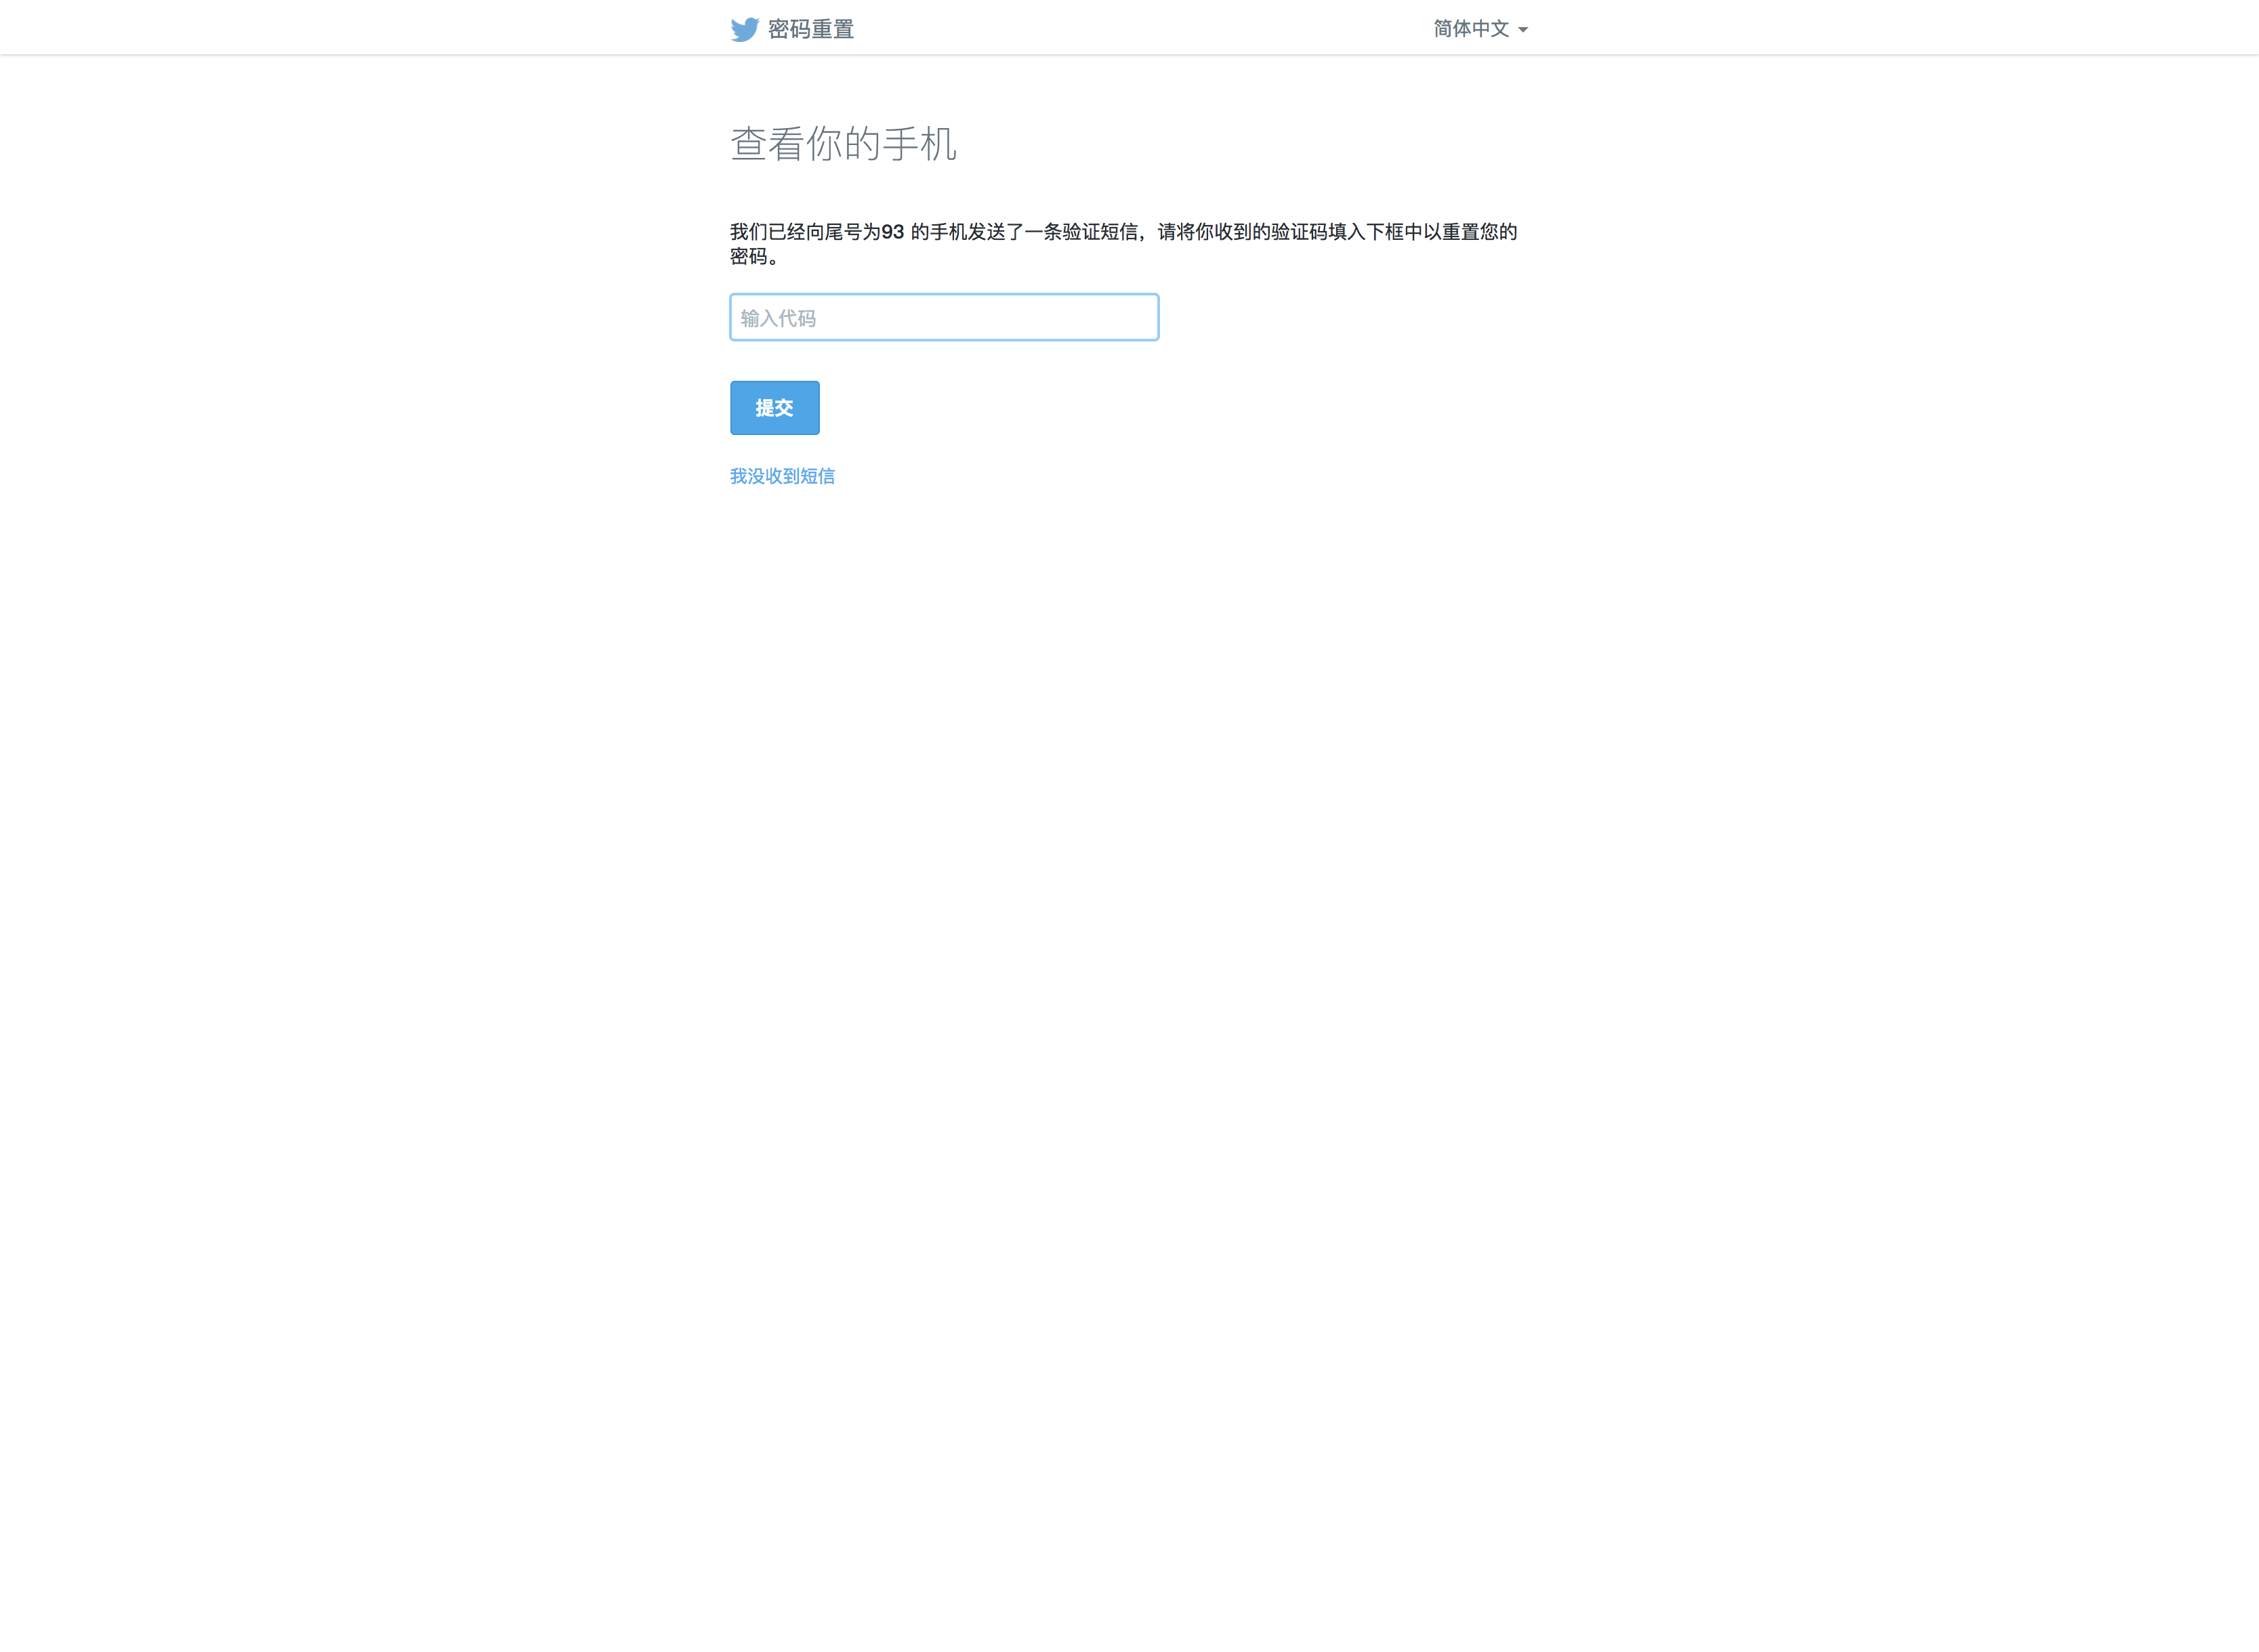 密码重置
简体中文
查看你的手机
我们已经向尾号为93 的手机发送了一条验证短信，请将你收到的验证码填入下框中以重置您的
密码。
输入代码
提交
我没收到短信